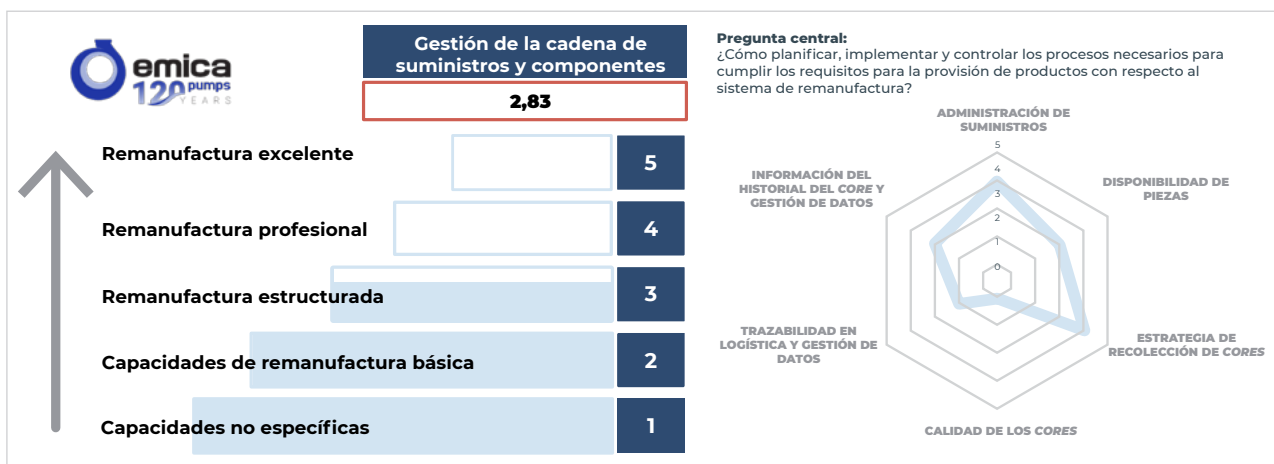 emica
120 pumps
YEARS
Gestión de la cadena de
suministros y componentes
2,83
Remanufactura excelente
5
Remanufactura profesional
4
Remanufactura estructurada
3
Capacidades de remanufactura básica
2
Capacidades no específicas
1
Pregunta central:
¿Cómo planificar, implementar y controlar los procesos necesarios para
cumplir los requisitos para la provisión de productos con respecto al
sistema de remanufactura?
ADMINISTRACIÓN DE
SUMINISTROS
5
4
3
2
1
0
DISPONIBILIDAD DE
PIEZAS
ESTRATEGIA DE
RECOLECCIÓN DE CORES
CALIDAD DE LOS CORES
TRAZABILIDAD EN
LOGÍSTICA Y GESTIÓN DE
DATOS
INFORMACIÓN DEL
HISTORIAL DEL CORE Y
GESTIÓN DE DATOS